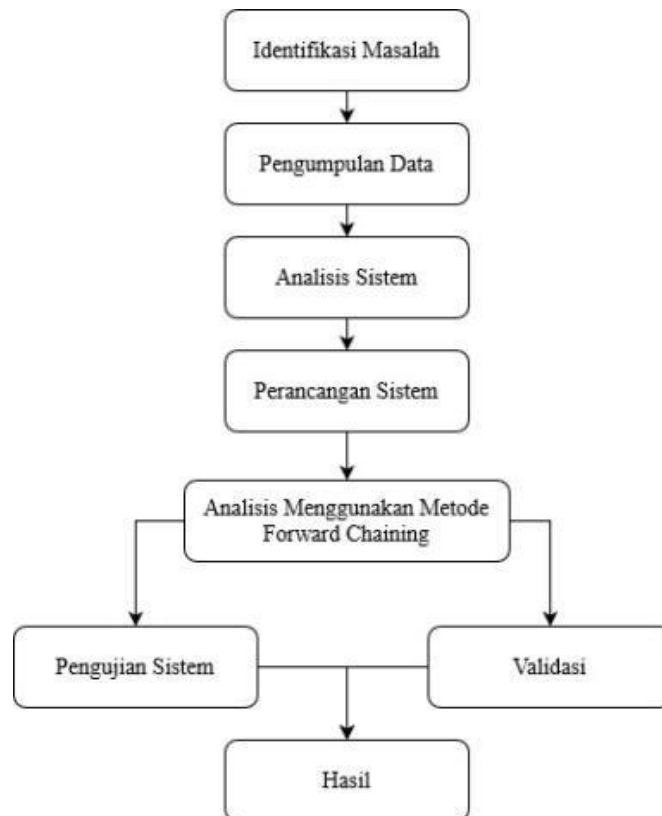 Identifikasi Masalah
Pengumpulan Data
Analisis Sistem
Perancangan Sistem
Analisis Menggunakan Metode
Forward Chaining
Pengujian Sistem
Validasi
Hasil